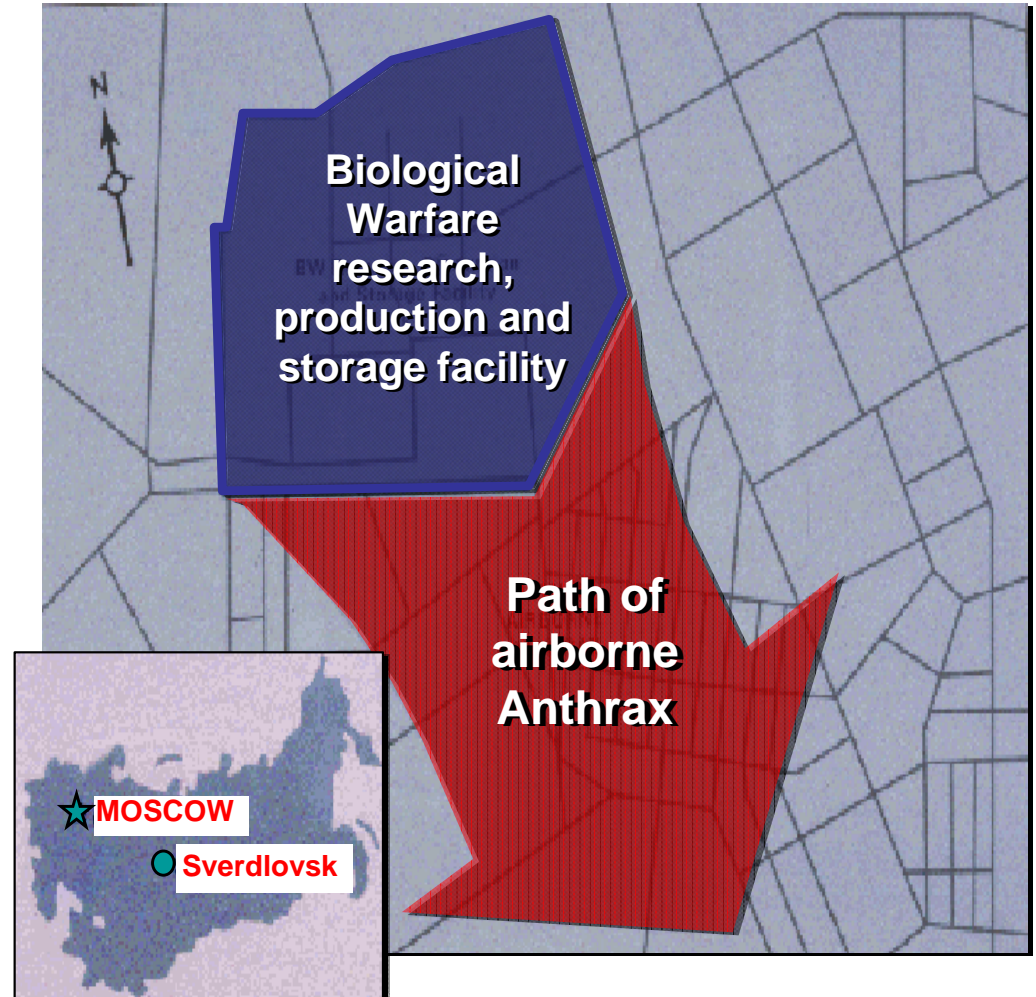 N
Biological
Warfare
research,
production and
storage facility
Path of
airborne
Anthrax
MOSCOW
Sverdlovsk